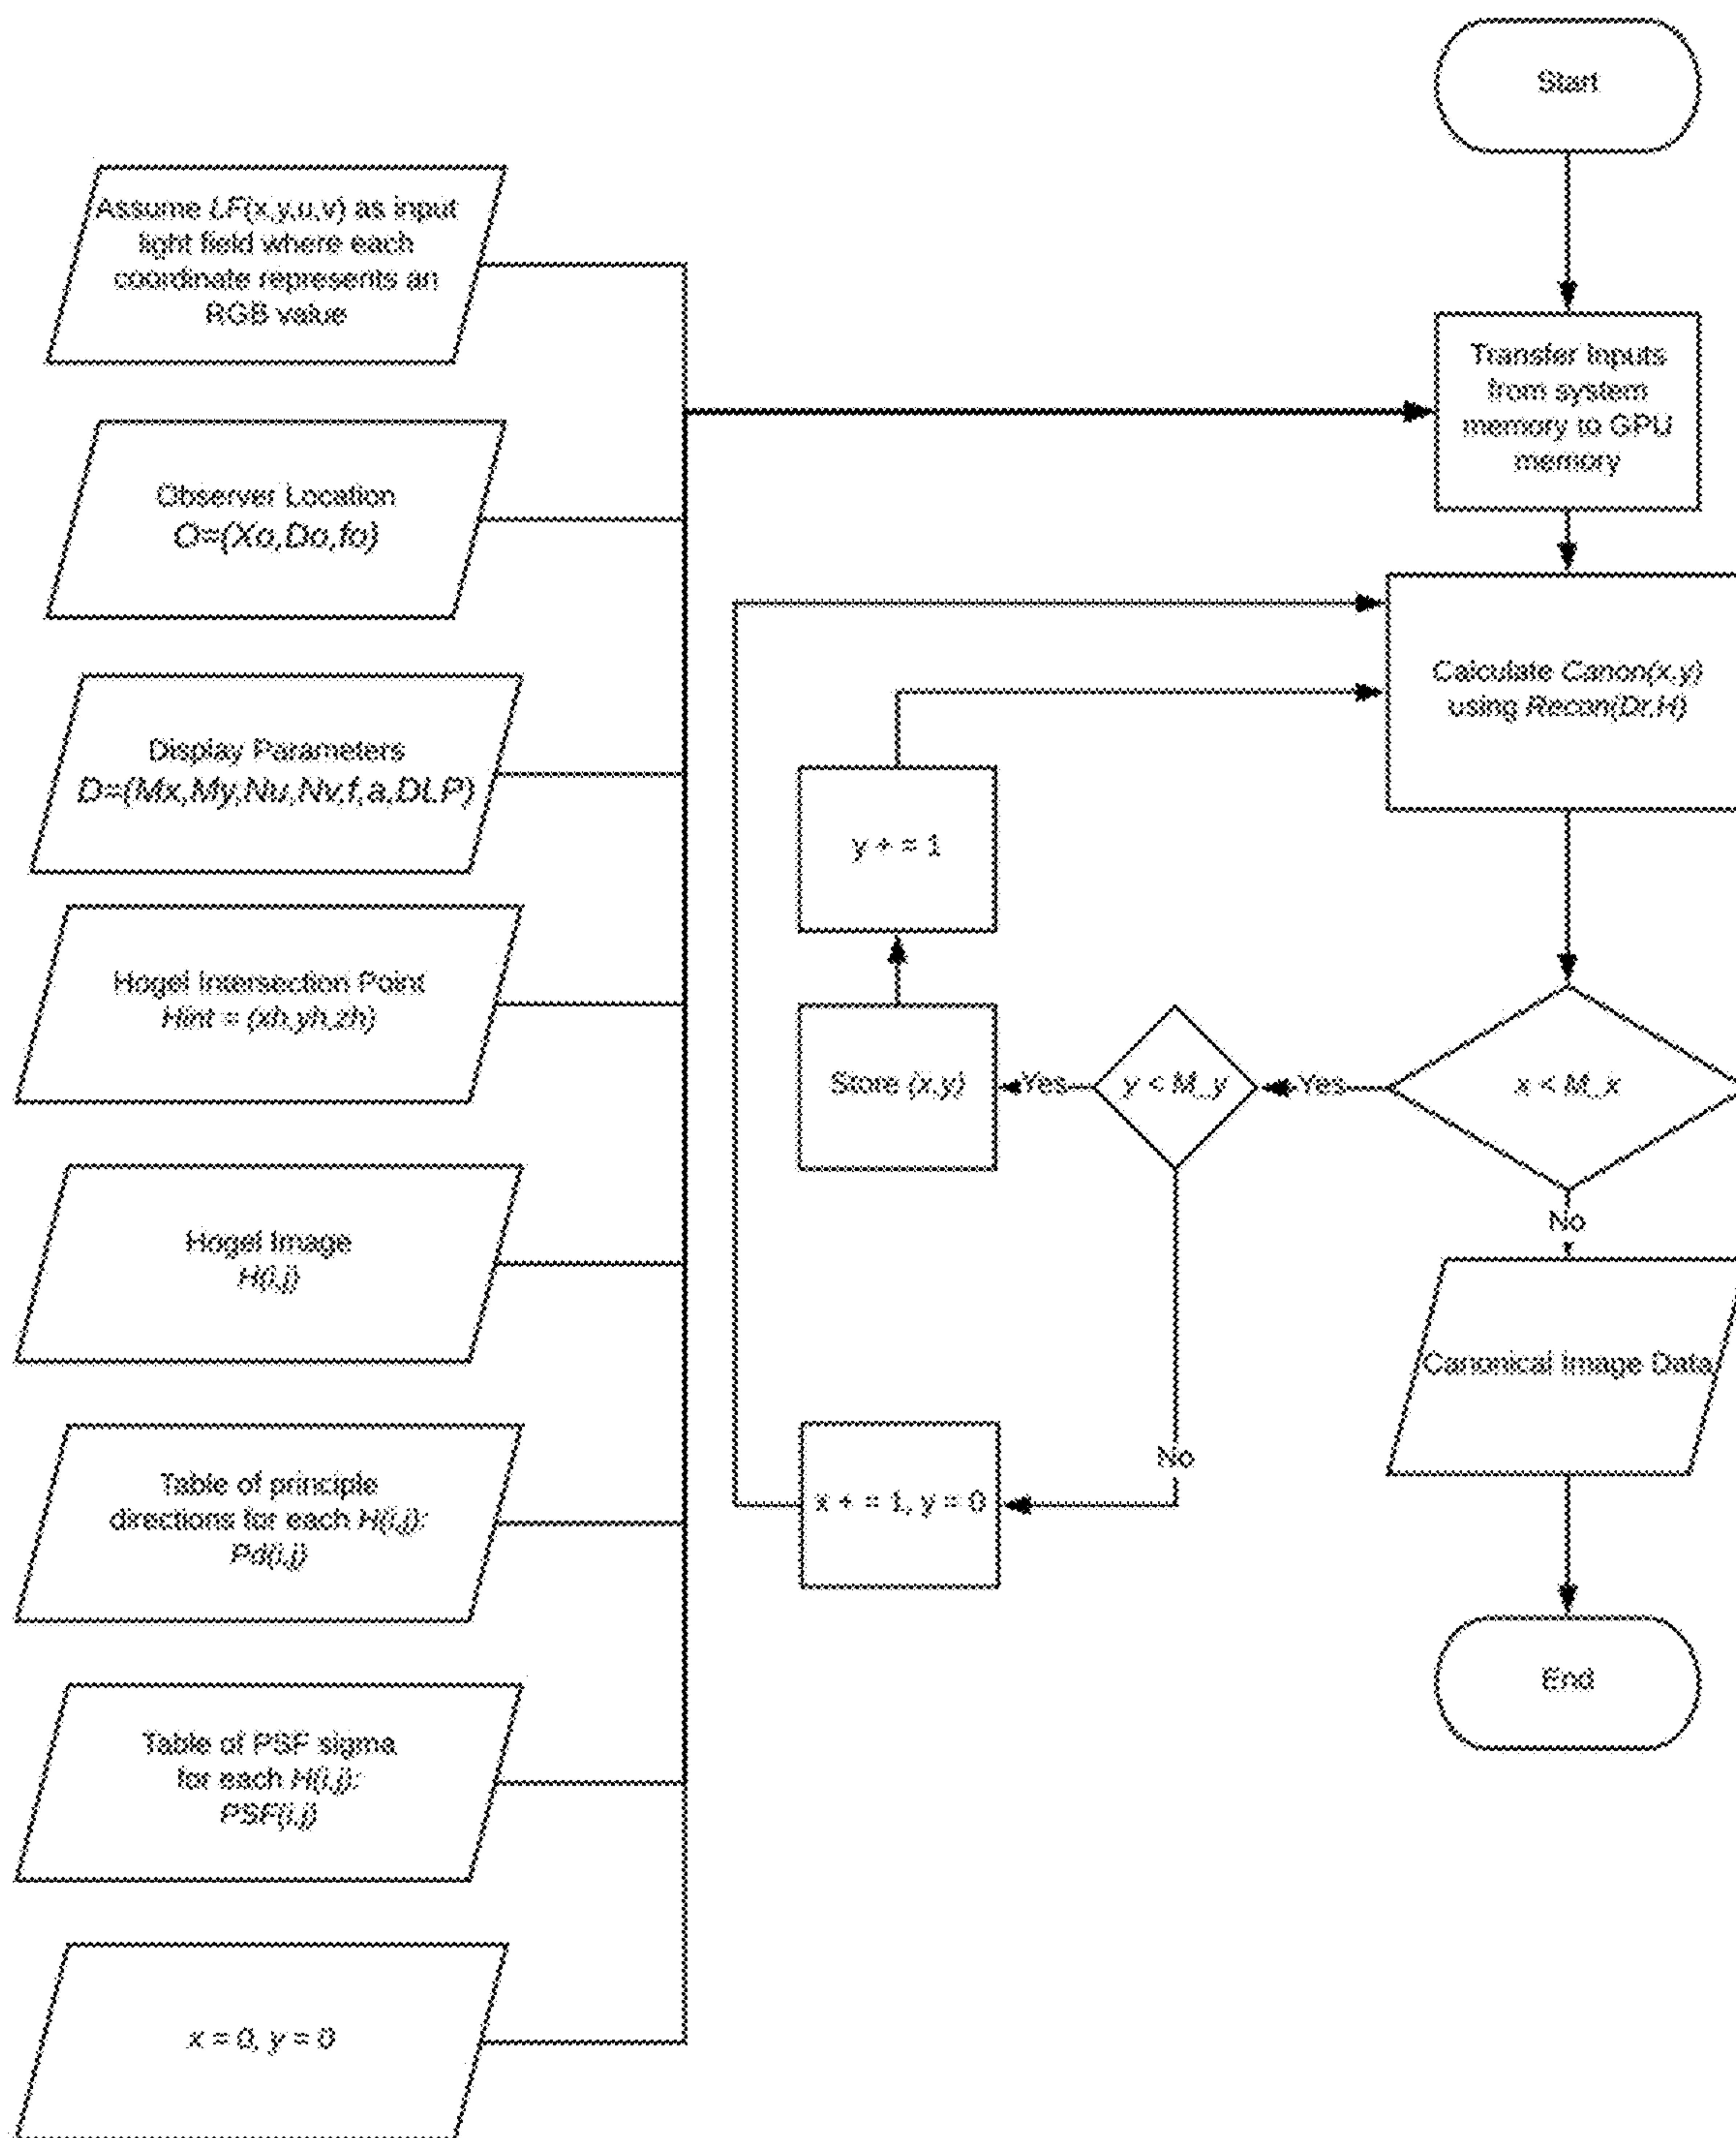 Start
Assume LF(x,y,u,v) as input
light field where each
coordinate represents an
RGB value
Transfer Inputs
from system
memory to GPU
memory
Observer Location
O=(Xo,Do,fo)
Calculate Canon(x,y)
using Recon(Dr,H)
Display Parameters
D=(Mx,My,Nu,Nv,f,a,DLP)
y + = 1
Hogel Intersection Point
Hint = (xh,yh,zh)
Store (x,y)
Yes
y < M_y
Yes
x < M_x
No
Hogel Image
H(i,j)
Canonical Image Data
Table of principle
directions for each H(i,j):
Pd(i,j)
No
x + = 1, y = 0
Table of PSF sigma
for each H(i,j):
PSF(i,j)
End
x = 0, y = 0